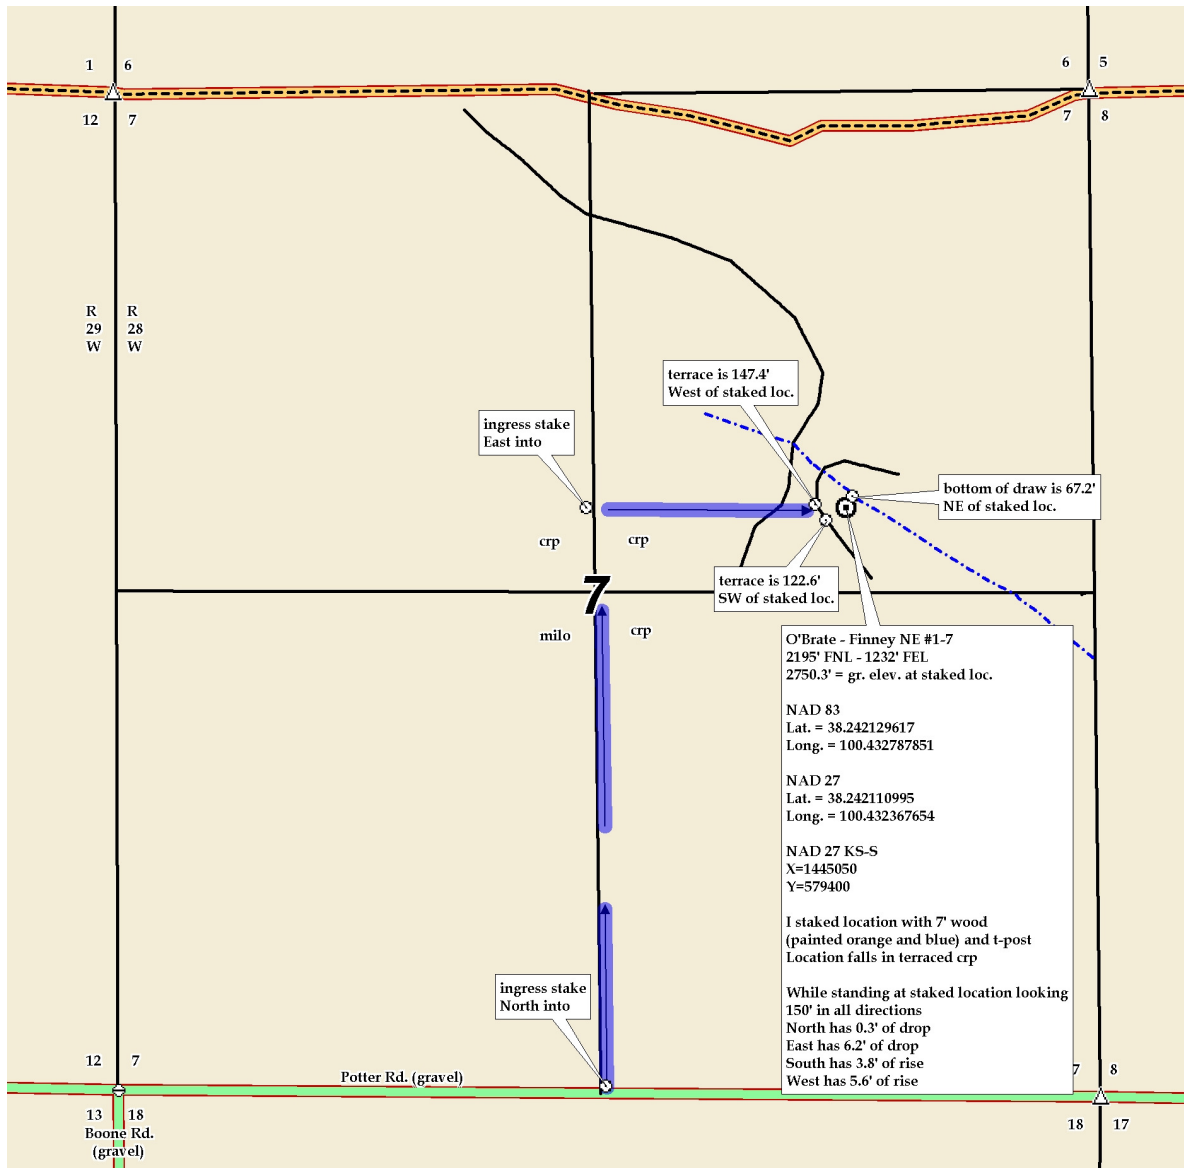 1 6
6 5
12 7
7 8
R R
29 28
W W
terrace is 147.4'
West of staked loc.
ingress stake
East into
bottom of draw is 67.2'
NE of staked loc.
crp crp
terrace is 122.6'
SW of staked loc.
7
milo crp
O'Brate - Finney NE #1-7
2195' FNL - 1232' FEL
2750.3' = gr. elev. at staked loc.
NAD 83
Lat. = 38.242129617
Long. = 100.432787851
NAD 27
Lat. = 38.242110995
Long. = 100.432367654
NAD 27 KS-S
X=1445050
Y=579400
I staked location with 7' wood
(painted orange and blue) and t-post
Location falls in terraced crp
While standing at staked location looking
150' in all directions
North has 0.3' of drop
East has 6.2' of drop
South has 3.8' of rise
West has 5.6' of rise
ingress stake
North into
12 7
7 8
Potter Rd. (gravel)
13 18
18 17
Boone Rd.
(gravel)